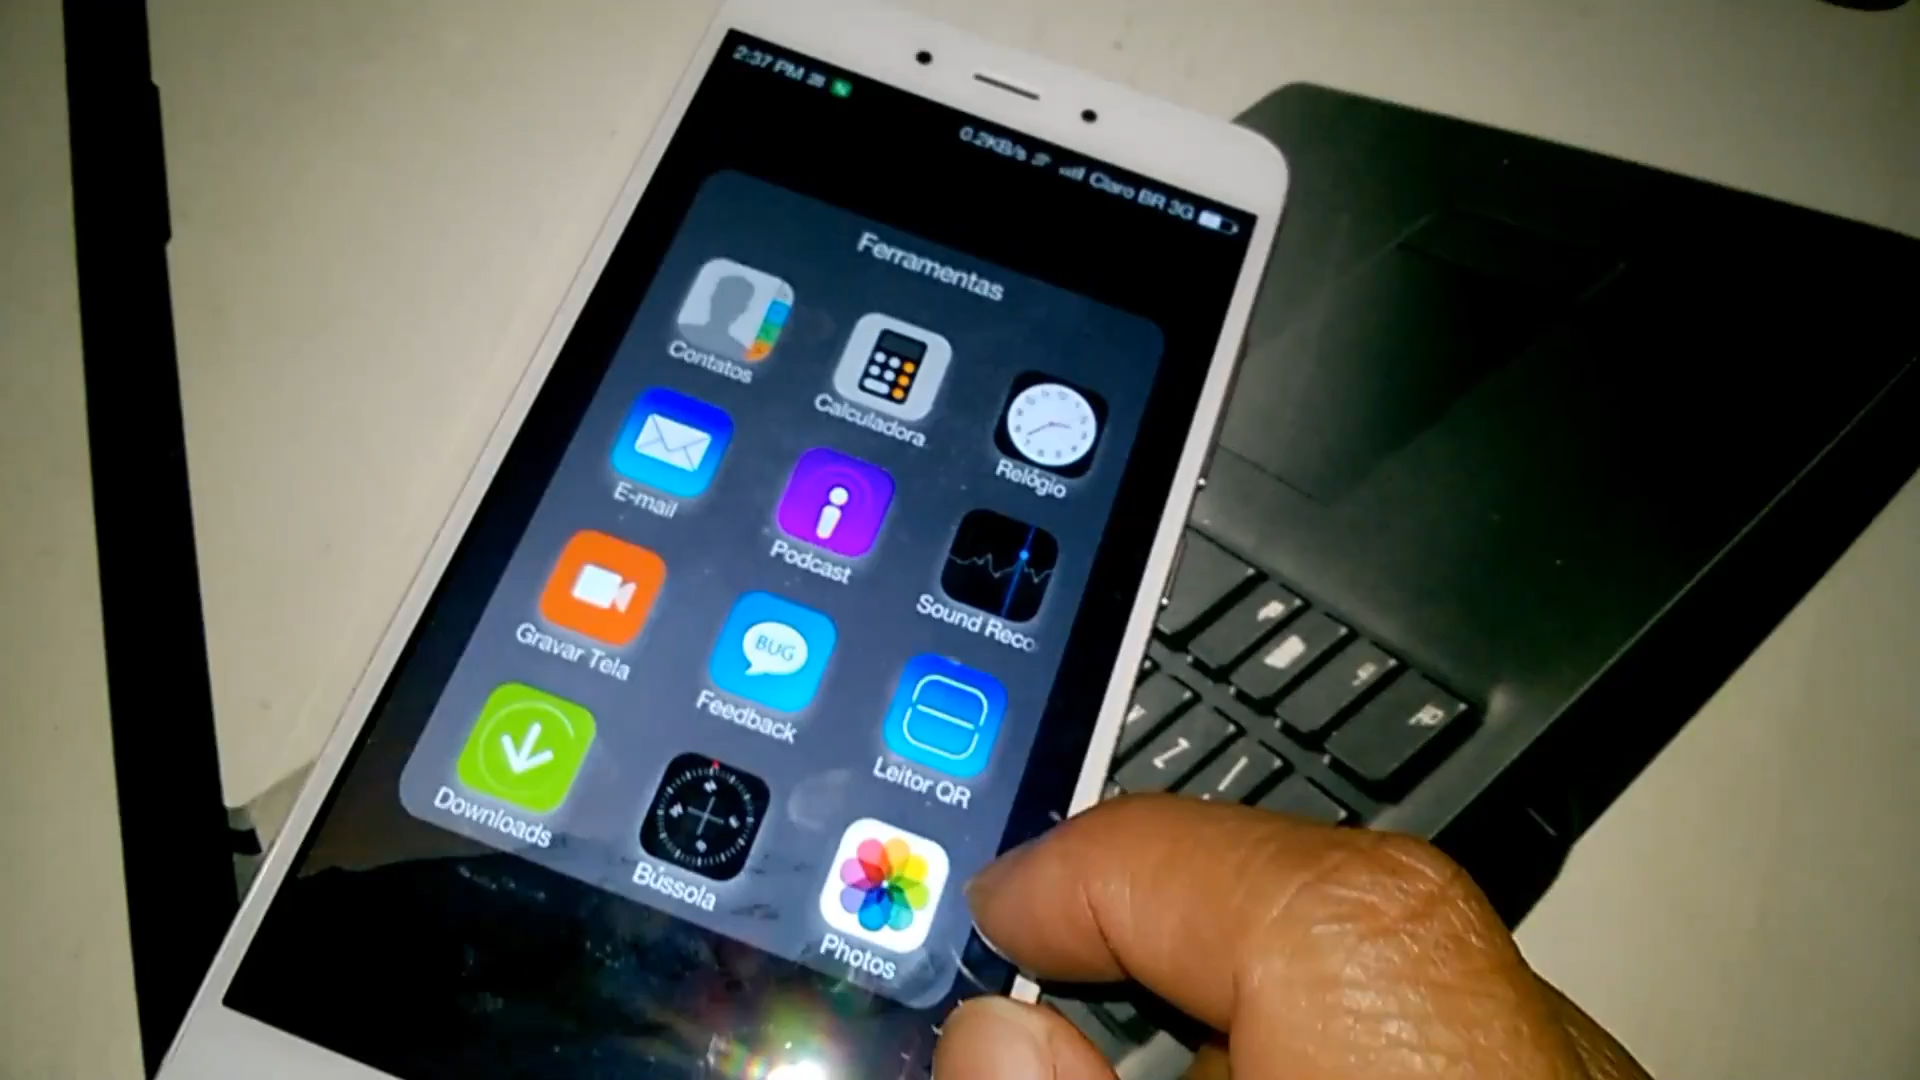 2:37 PM
0.2KB/s
Claro BR 3G
Ferramentas
Contatos
Calculadora
Relógio
E-mail
Podcast
Sound Reco
Gravar Tela
BUG
Feedback
Leitor QR
Downloads
Bússola
Photos
Z